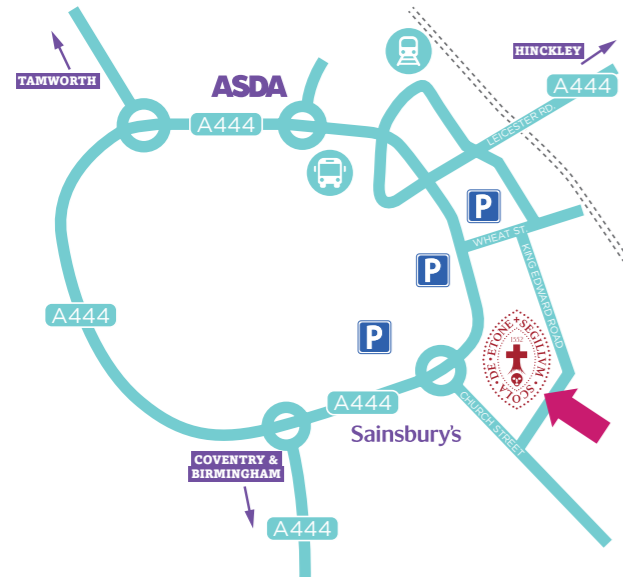 HINCKLEY
TAMWORTH
ASDA
A444
A444
LEICESTER RD.
P
WHEAT ST.
KING EDWARD ROAD
P
A444
P
SCOLA · DE · ETONE + SEGILLVM
1552
A444
CHURCH STREET
Sainsbury's
COVENTRY &
BIRMINGHAM
A444